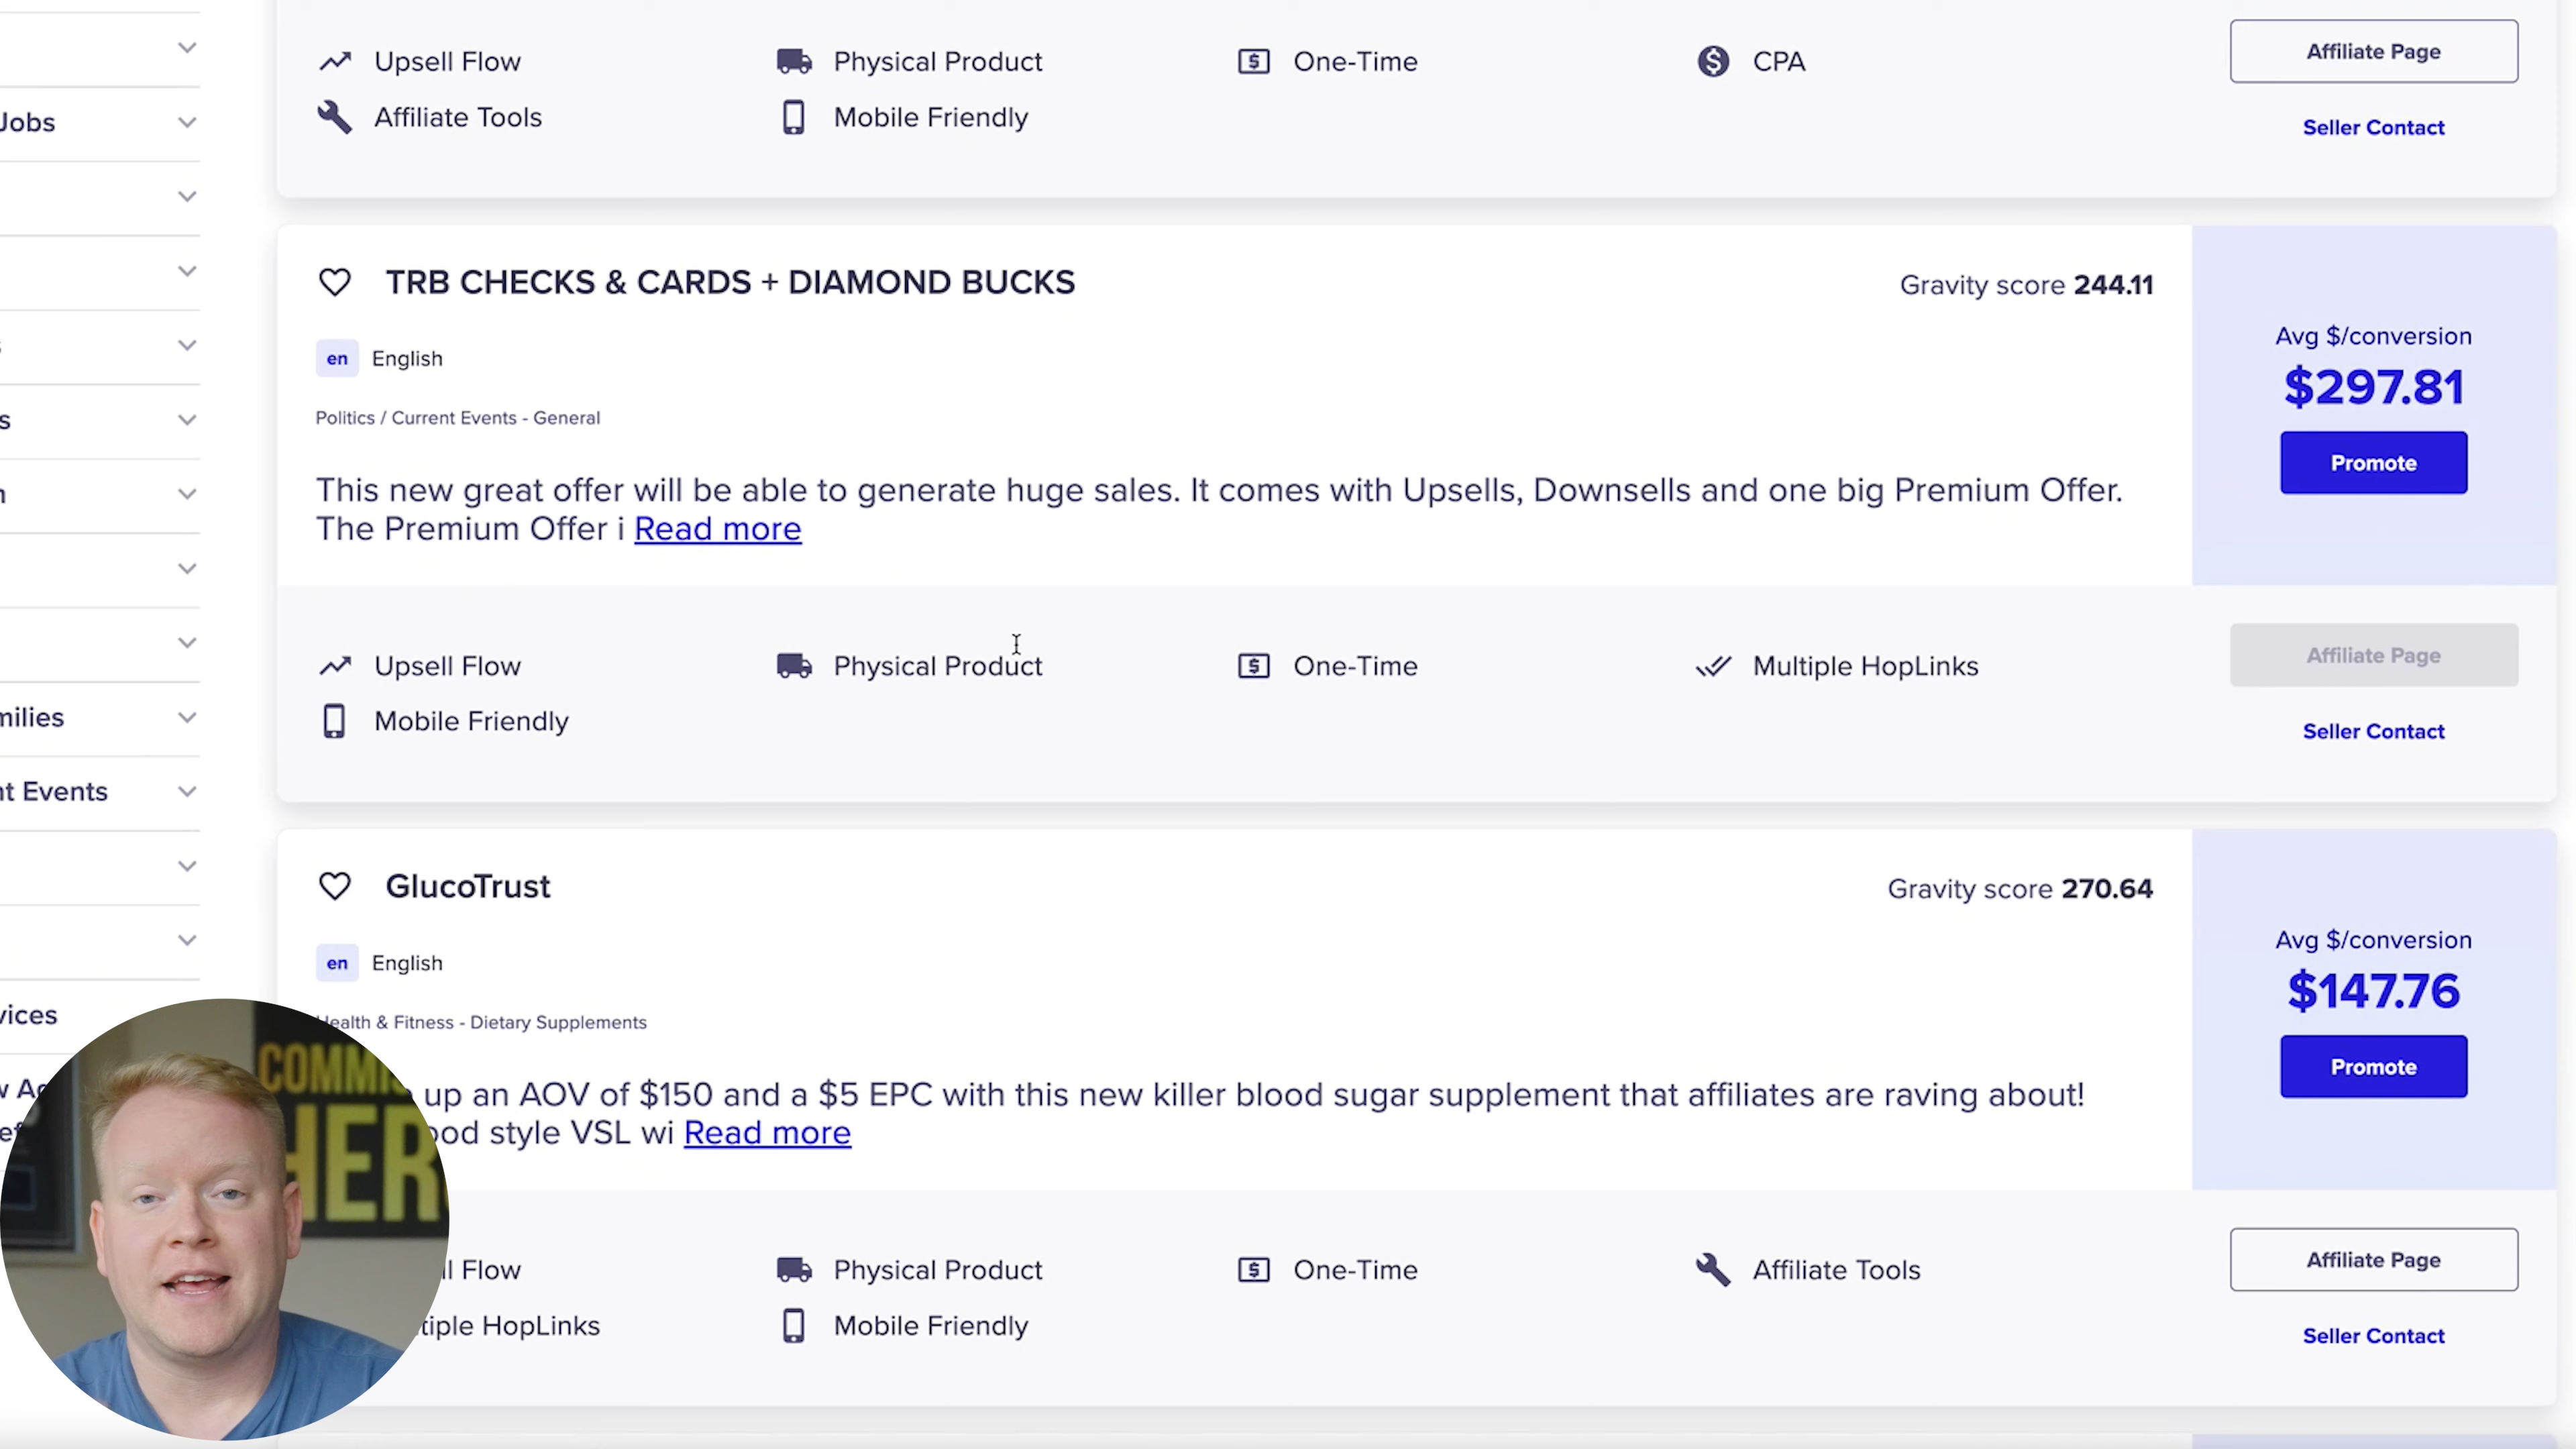 Upsell Flow
Physical Product
One-Time
CPA
Affiliate Page
Jobs
Affiliate Tools
Mobile Friendly
Seller Contact
TRB CHECKS & CARDS + DIAMOND BUCKS
Gravity score 244.11
en English
Avg $/conversion
$297.81
Politics / Current Events - General
Promote
This new great offer will be able to generate huge sales. It comes with Upsells, Downsells and one big Premium Offer.
The Premium Offer i Read more
Upsell Flow
Physical Product
One-Time
Multiple HopLinks
Affiliate Page
milies
Mobile Friendly
Seller Contact
nt Events
GlucoTrust
Gravity score 270.64
en English
Avg $/conversion
$147.76
vices
Health & Fitness - Dietary Supplements
Promote
up an AOV of $150 and a $5 EPC with this new killer blood sugar supplement that affiliates are raving about!
ood style VSL wi Read more
COMMIS
HER
l Flow
Physical Product
One-Time
Affiliate Tools
Affiliate Page
tiple HopLinks
Mobile Friendly
Seller Contact